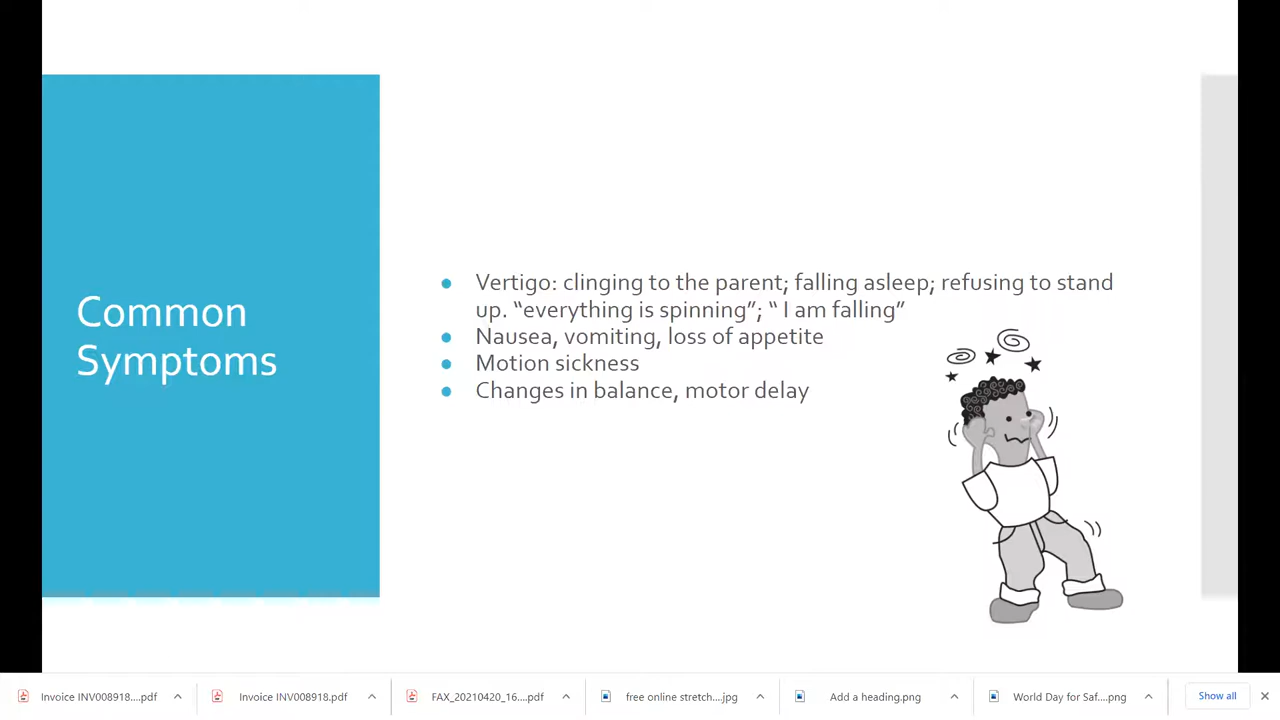 Common
Symptoms
● Vertigo: clinging to the parent; falling asleep; refusing to stand
up. “everything is spinning”; “ I am falling”
● Nausea, vomiting, loss of appetite
● Motion sickness
● Changes in balance, motor delay
Invoice INV008918....pdf
Invoice INV008918.pdf
FAX_20210420_16....pdf
free online stretch....jpg
Add a heading.png
World Day for Saf....png
Show all